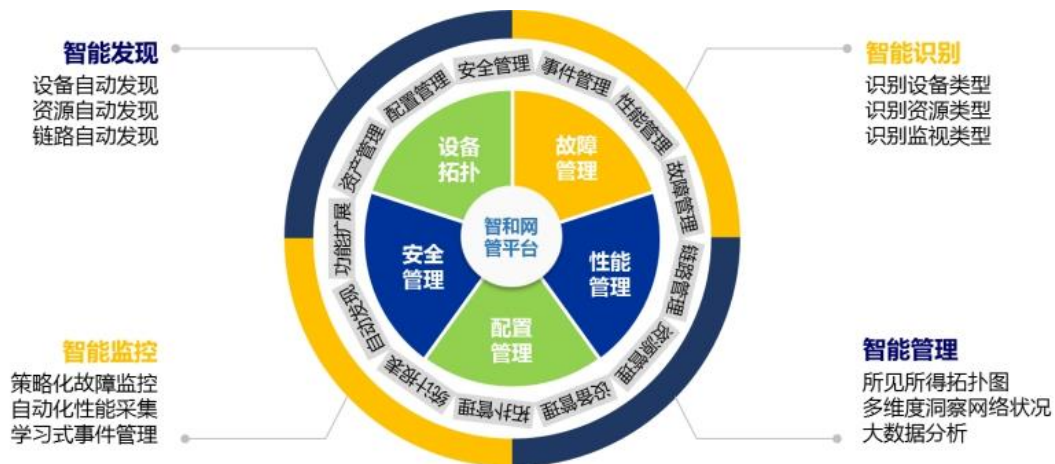 智能发现
设备自动发现
资源自动发现
链路自动发现
智能识别
识别设备类型
识别资源类型
识别监视类型
安全管理
事件管理
性能管理
故障管理
链路管理
资源管理
设备管理
拓扑管理
统计报表
自动发现
功能扩展
资产管理
配置管理
设备
拓扑
故障
管理
性能
管理
配置
管理
安全
管理
智和网
管平台
智能监控
策略化故障监控
自动化性能采集
学习式事件管理
智能管理
所见所得拓扑图
多维度洞察网络状况
大数据分析